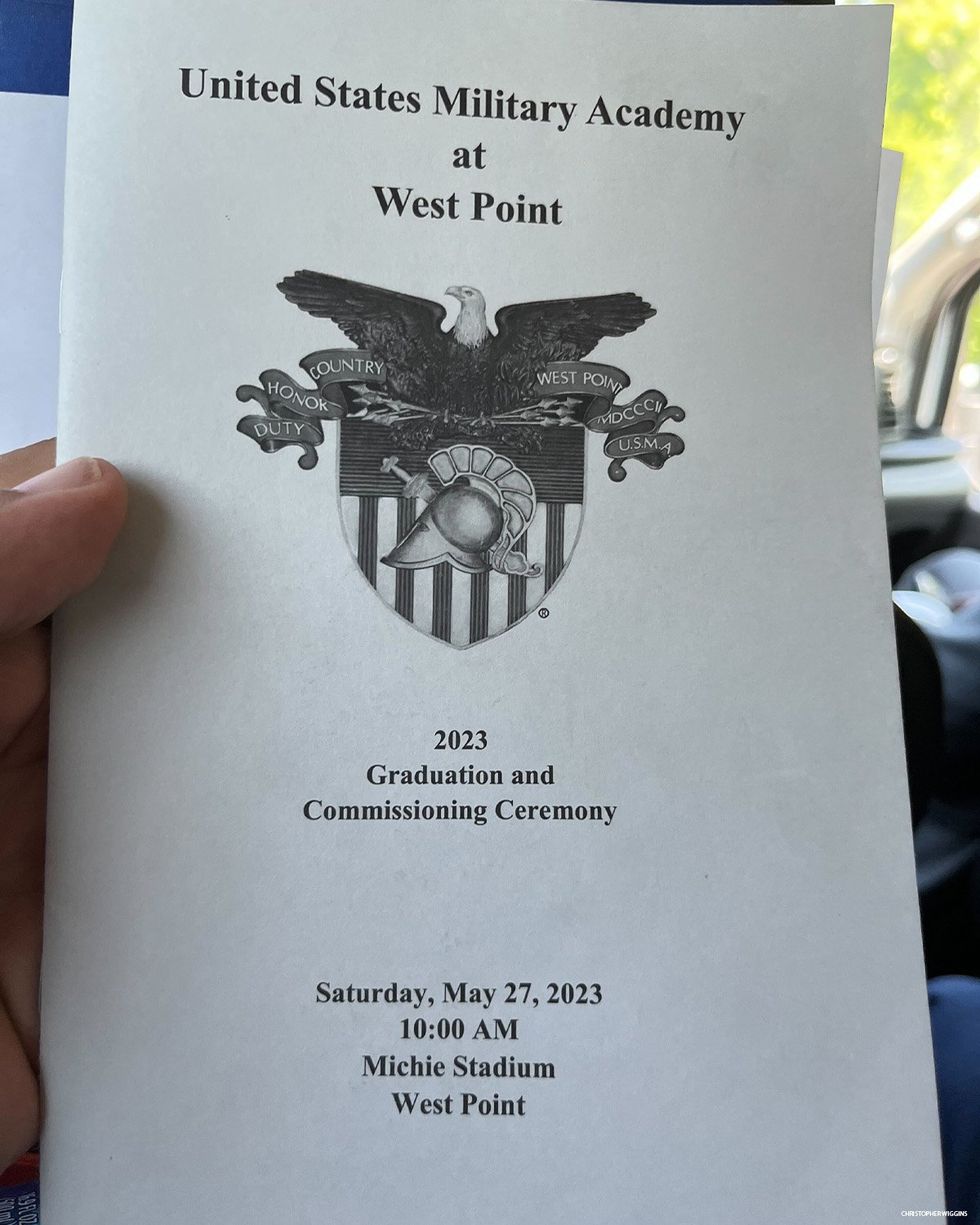 United States Military Academy
at
West Point
COUNTRY
HONOR
DUTY
WEST POINT
MDCCCII
U.S.M.A
®
2023
Graduation and
Commissioning Ceremony
Saturday, May 27, 2023
10:00 AM
Michie Stadium
West Point
CHRISTOPHERWIGGINS